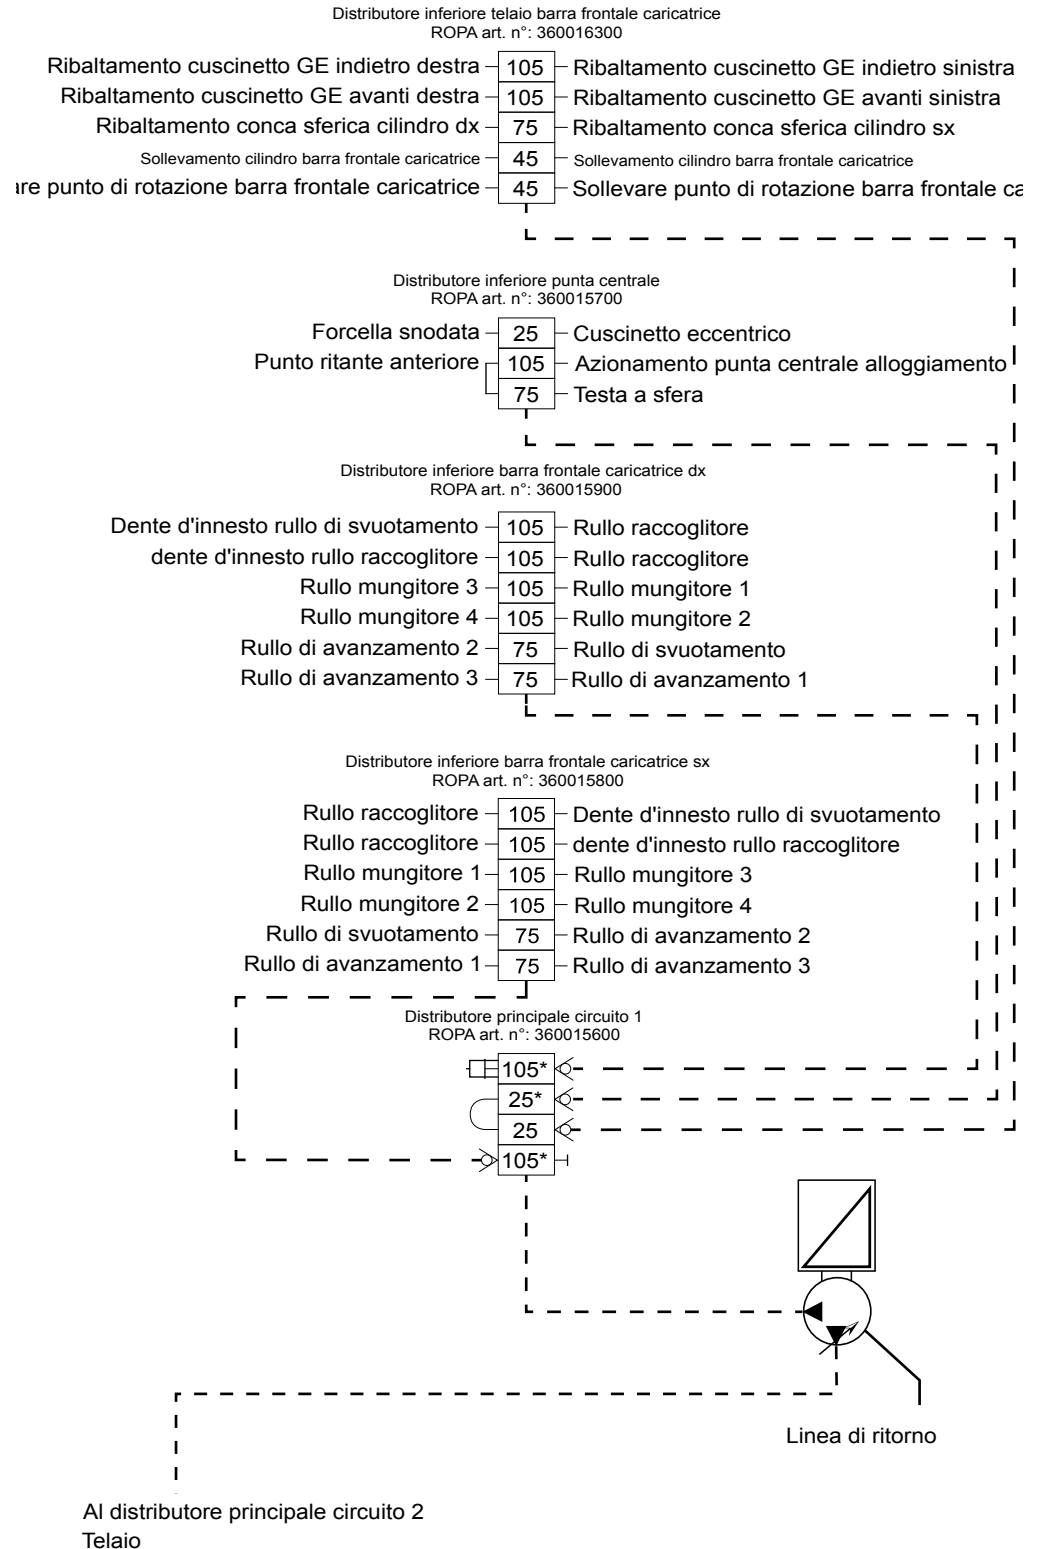 Distributore inferiore telaio barra frontale caricatrice
ROPA art. n°: 360016300
Ribaltamento cuscinetto GE indietro destra 105 Ribaltamento cuscinetto GE indietro sinistra
Ribaltamento cuscinetto GE avanti destra 105 Ribaltamento cuscinetto GE avanti sinistra
Ribaltamento conca sferica cilindro dx 75 Ribaltamento conca sferica cilindro sx
Sollevamento cilindro barra frontale caricatrice 45 Sollevamento cilindro barra frontale caricatrice
punto di rotazione barra frontale caricatrice 45 Sollevare punto di rotazione barra frontale
Distributore inferiore punta centrale
ROPA art. n°: 360015700
Forcella snodata 25 Cuscinetto eccentrico
Punto ritante anteriore 105 Azionamento punta centrale alloggiamento
75 Testa a sfera
Distributore inferiore barra frontale caricatrice dx
ROPA art. n°: 360015900
Dente d'innesto rullo di svuotamento 105 Rullo raccoglitore
dente d'innesto rullo raccoglitore 105 Rullo raccoglitore
Rullo mungitore 3 105 Rullo mungitore 1
Rullo mungitore 4 105 Rullo mungitore 2
Rullo di avanzamento 2 75 Rullo di svuotamento
Rullo di avanzamento 3 75 Rullo di avanzamento 1
Distributore inferiore barra frontale caricatrice sx
ROPA art. n°: 360015800
Rullo raccoglitore 105 Dente d'innesto rullo di svuotamento
Rullo raccoglitore 105 dente d'innesto rullo raccoglitore
Rullo mungitore 1 105 Rullo mungitore 3
Rullo mungitore 2 105 Rullo mungitore 4
Rullo di svuotamento 75 Rullo di avanzamento 2
Rullo di avanzamento 1 75 Rullo di avanzamento 3
Distributore principale circuito 1
ROPA art. n°: 360015600
105*
25*
25
105*
Linea di ritorno
Al distributore principale circuito 2
Telaio